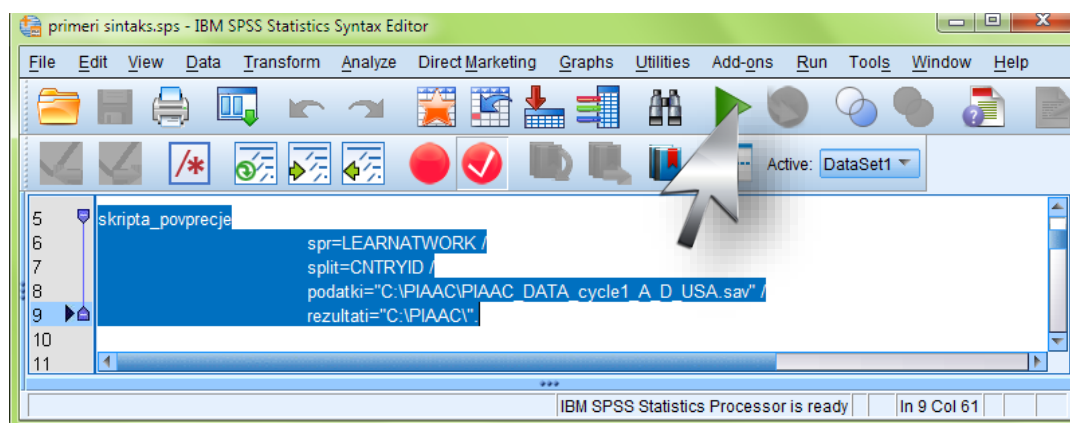 primeri sintaks.sps - IBM SPSS Statistics Syntax Editor
File Edit View Data Transform Analyze Direct Marketing Graphs Utilities Add-ons Run Tools Window Help
/*
Active: DataSet1
5 skripta_povprecje
6 spr=LEARNATWORK /
7 split=CNTRYID /
8 podatki="C:\PIAAC\PIAAC_DATA_cycle1_A_D_USA.sav" /
9 rezultati="C:\PIAAC\".
10
11
IBM SPSS Statistics Processor is ready In 9 Col 61